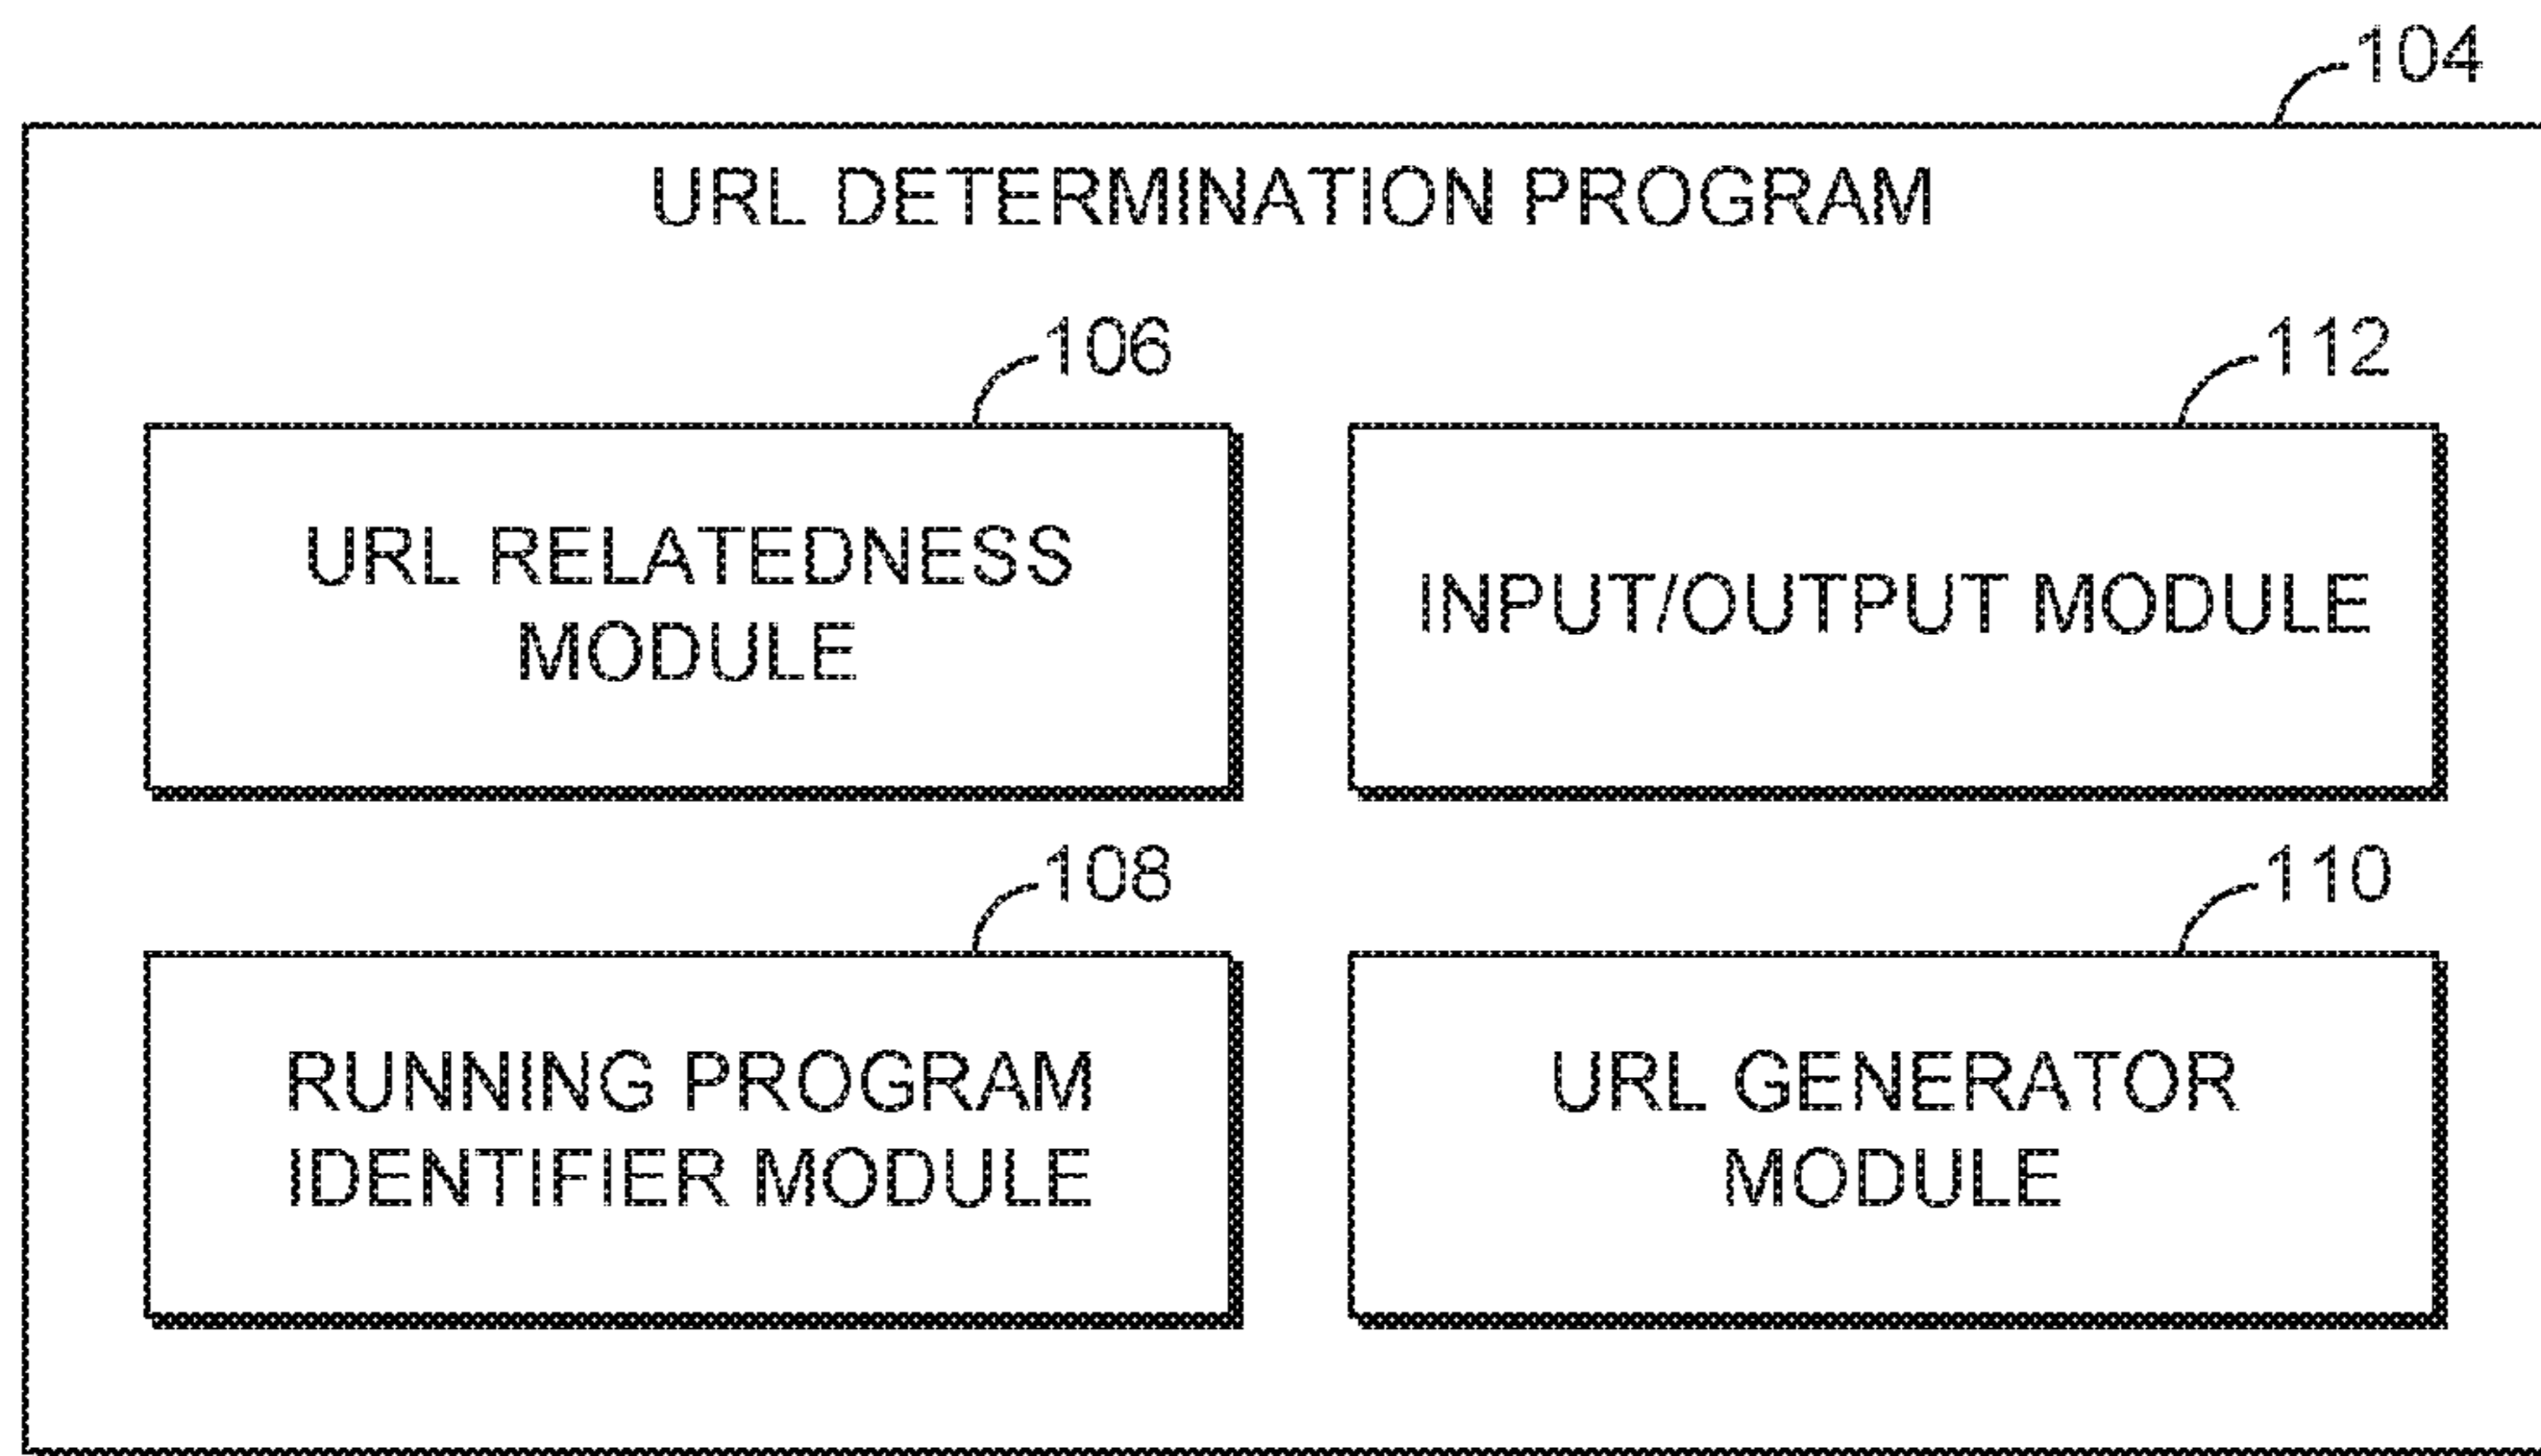 104
URL DETERMINATION PROGRAM
106
URL RELATEDNESS
MODULE
112
INPUT/OUTPUT MODULE
108
RUNNING PROGRAM
IDENTIFIER MODULE
110
URL GENERATOR
MODULE